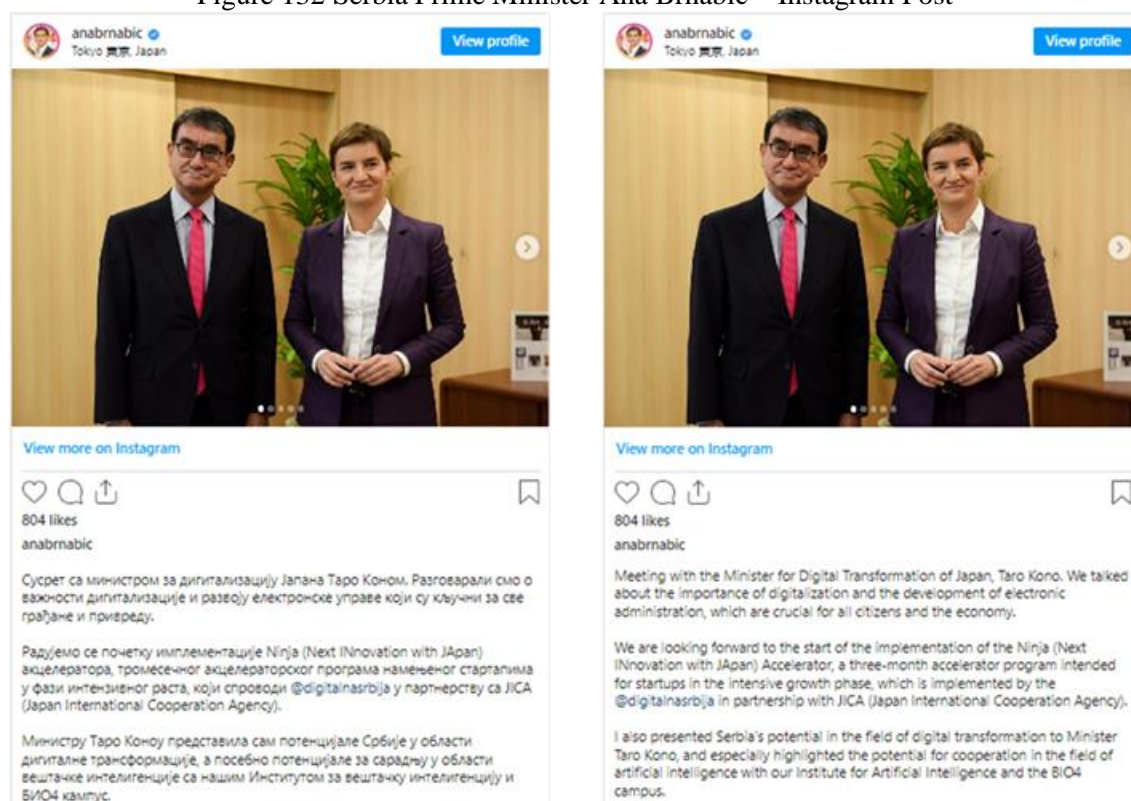 Figure 132 Serbia Prime Minister Ana Brnabić – Instagram Post
anabrnabic
Tokyo 東京, Japan
View profile
View more on Instagram
804 likes
anabrnabic
Сусрет са министром за дигитализацију Јапана Таро Коном. Разговарали смо о
важности дигитализације и развоју електронске управе који су кључни за све
грађане и привреду.
Радујемо се почетку имплементације Ninja (Next INnovation with JApan)
акцелератора, тромесечног акцелераторског програма намењеног стартапима
у фази интензивног раста, који спроводи @digitalnasrbija у партнерству са JICA
(Japan International Cooperation Agency).
Министру Таро Коноу представила сам потенцијале Србије у области
дигиталне трансформације, а посебно потенцијале за сарадњу у области
вештачке интелигенције са нашим Институтом за вештачку интелигенцију и
БИО4 кампус.
anabrnabic
Tokyo 東京, Japan
View profile
View more on Instagram
804 likes
anabrnabic
Meeting with the Minister for Digital Transformation of Japan, Taro Kono. We talked
about the importance of digitalization and the development of electronic
administration, which are crucial for all citizens and the economy.
We are looking forward to the start of the implementation of the Ninja (Next
INnovation with JApan) Accelerator, a three-month accelerator program intended
for startups in the intensive growth phase, which is implemented by the
@digitalnasrbija in partnership with JICA (Japan International Cooperation Agency).
I also presented Serbia's potential in the field of digital transformation to Minister
Taro Kono, and especially highlighted the potential for cooperation in the field of
artificial intelligence with our Institute for Artificial Intelligence and the BIO4
campus.